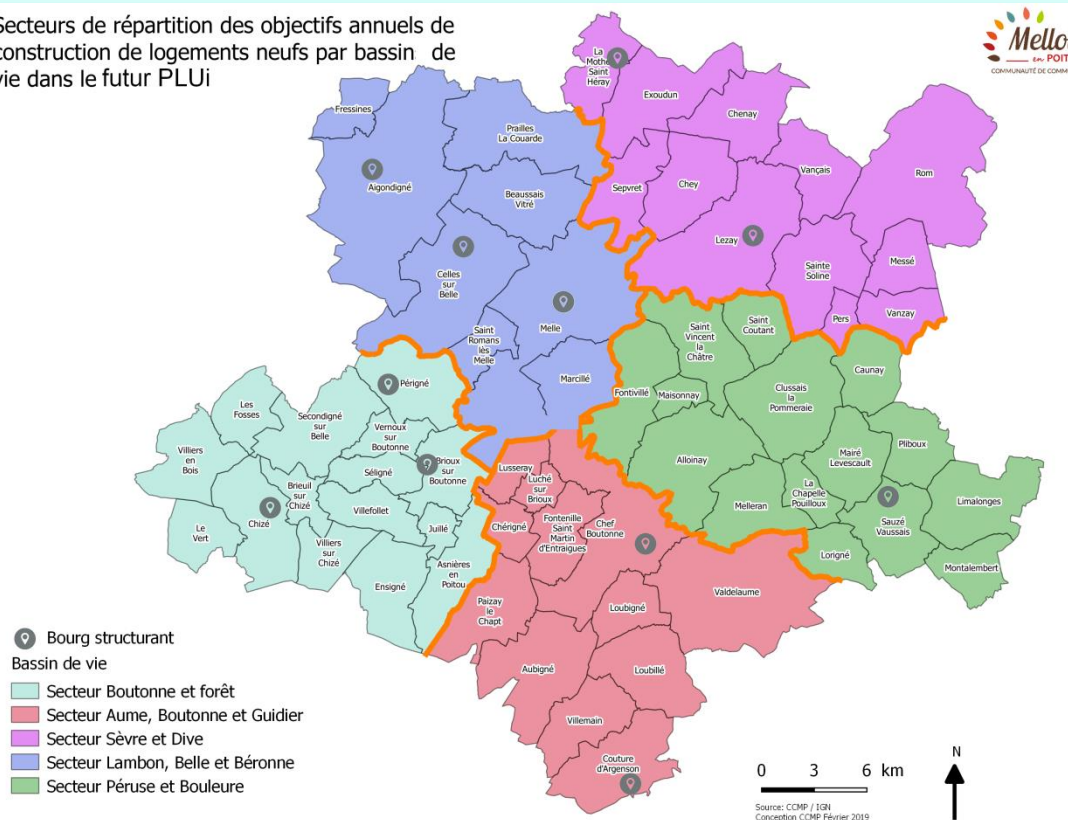 Secteurs de répartition des objectifs annuels de
construction de logements neufs par bassin de
vie dans le futur PLUi
Mello
en POIT
COMMUNAUTÉ DE COMM
La
Mothe
Saint
Héray
Exoudun
Chenay
Fressines
Prailles
La Couarde
Aigondigné
Beaussais
Vitré
Sepvret
Chey
Vançais
Rom
Lezay
Celles
sur
Belle
Sainte
Soline
Messé
Melle
Pers
Vanzay
Saint
Romans
lès
Melle
Marcillé
Saint
Vincent
la
Châtre
Saint
Coutant
Caunay
Fontivillé
Maisonnay
Clussais
la
Pommeraie
Périgné
Les
Fosses
Secondigné
sur
Belle
Vernoux
sur
Boutonne
Brioux
sur
Boutonne
Villiers
en
Bois
Séligné
Alloinay
Mairé
Levescault
Pliboux
Lusseray
Luché
sur
Brioux
Brieuil
sur
Chizé
Villefollet
Chizé
Melleran
La
Chapelle
Pouilloux
Limalonges
Sauzé
Vaussais
Le
Vert
Villiers
sur
Chizé
Juillé
Chérigné
Fontenille
Saint
Martin
d'Entraigues
Chef
Boutonne
Lorigné
Montalembert
Ensigné
Asnières
en
Poitou
Paizay
le
Chapt
Loubigné
Valdelaume
Aubigné
Loubillé
Villemain
Couture
d'Argenson
Bourg structurant
Bassin de vie
Secteur Boutonne et forêt
Secteur Aume, Boutonne et Guidier
Secteur Sèvre et Dive
Secteur Lambon, Belle et Béronne
Secteur Péruse et Bouleure
0 3 6 km
N
Source: CCMP / IGN
Conception CCMP Février 2019